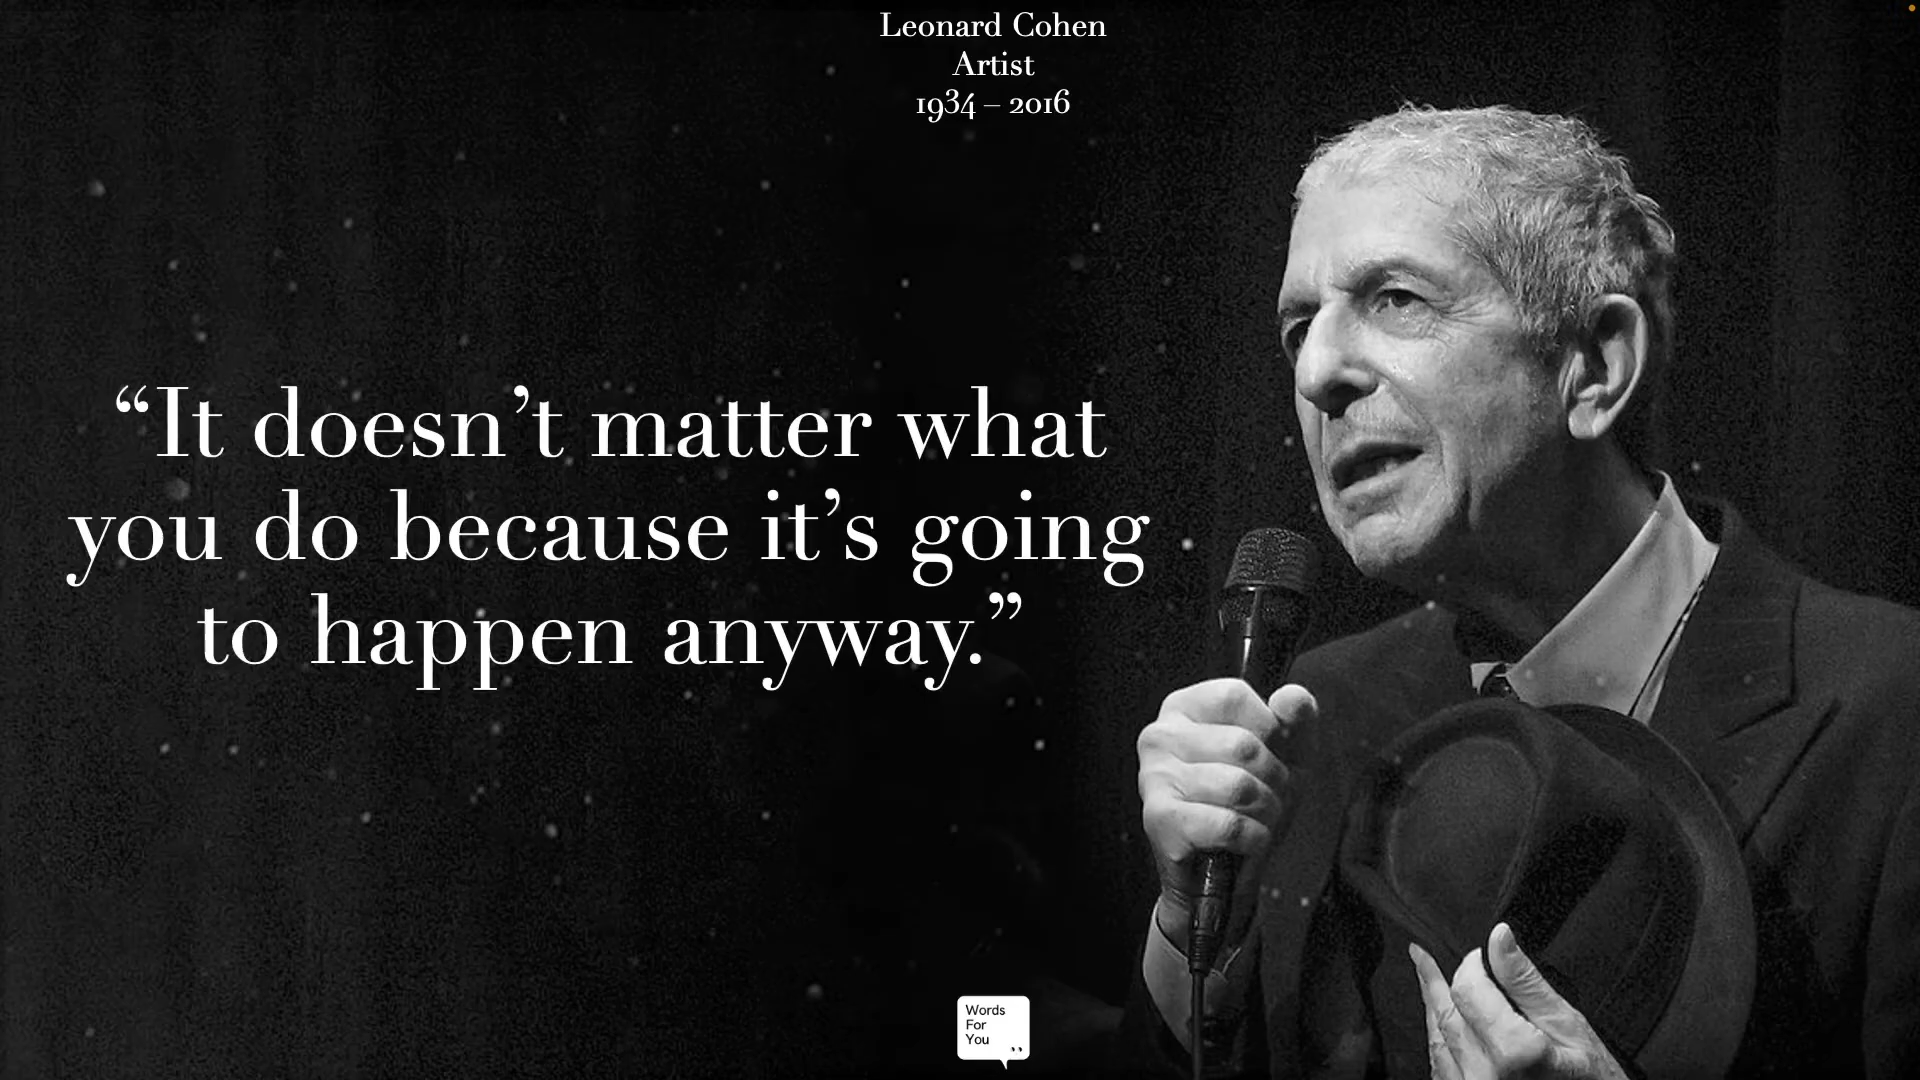 Leonard Cohen
Artist
1934 – 2016
“It doesn’t matter what
you do because it’s going
to happen anyway.”
Words
For
You
,,